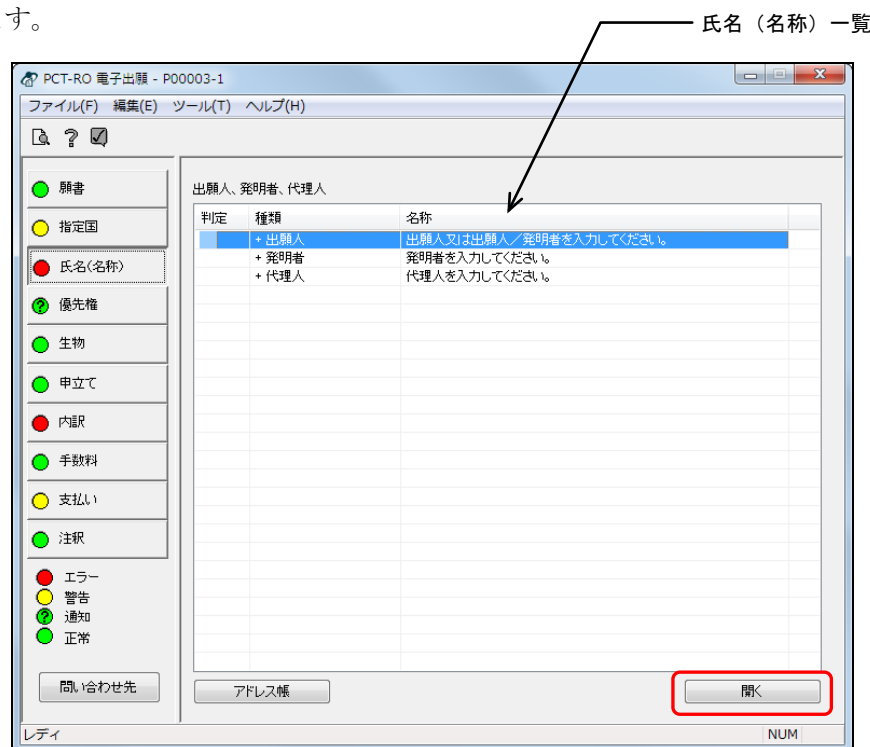 す。
氏名（名称）一覧
PCT-RO 電子出願 - P00003-1
ファイル(F) 編集(E) ツール(T) ヘルプ(H)
願書
指定国
氏名(名称)
優先権
生物
申立て
内訳
手数料
支払い
注釈
エラー
警告
通知
正常
問い合わせ先
出願人、発明者、代理人
判定 種類 名称
+ 出願人 出願人又は出願人／発明者を入力してください。
+ 発明者 発明者を入力してください。
+ 代理人 代理人を入力してください。
アドレス帳 開く
レディ NUM